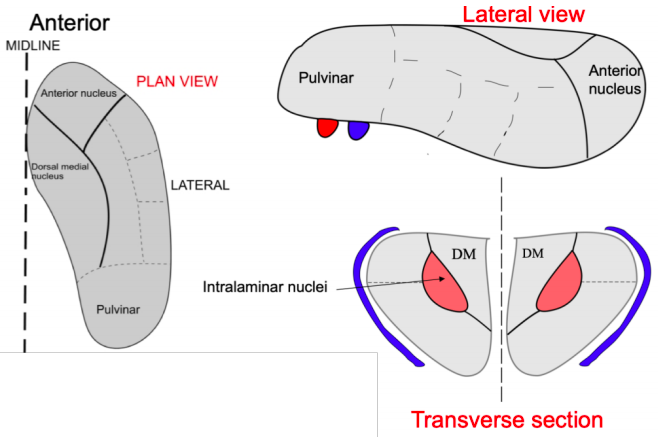 Anterior
MIDLINE
PLAN VIEW
Anterior nucleus
Dorsal medial
nucleus
LATERAL
Pulvinar
Lateral view
Pulvinar
Anterior
nucleus
DM
DM
Intralaminar nuclei
Transverse section